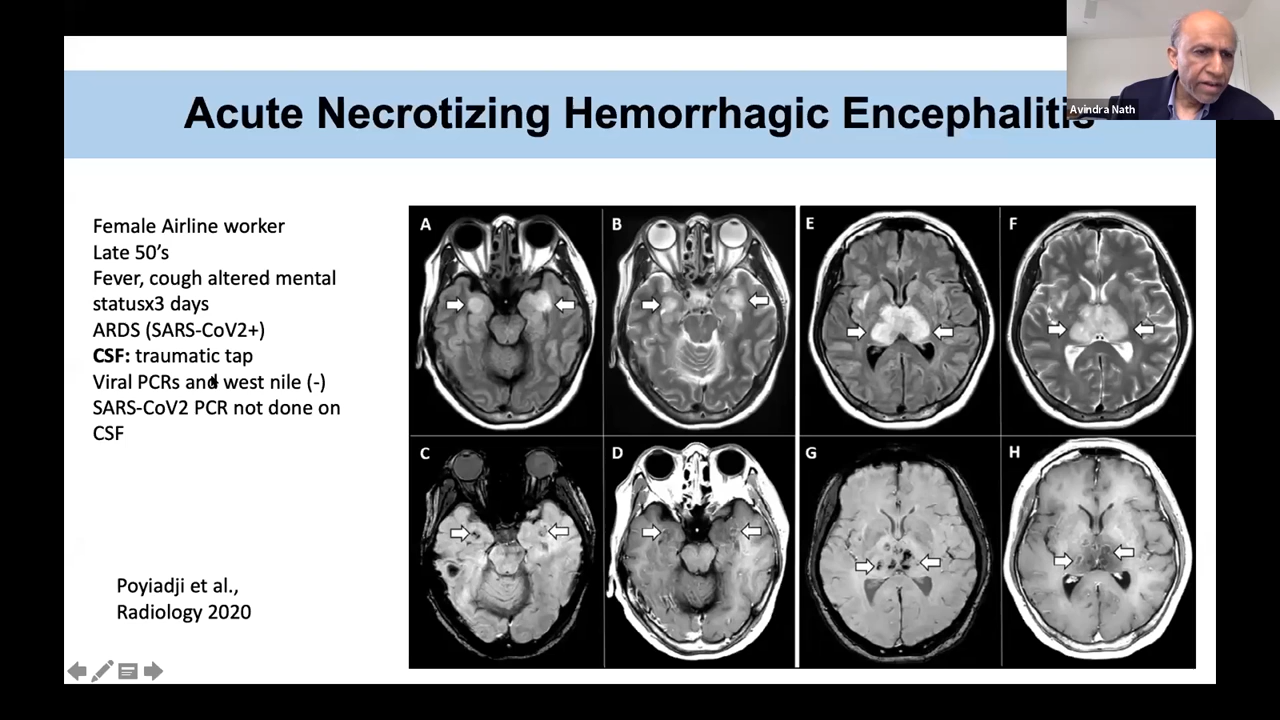 Acute Necrotizing Hemorrhagic Encephalitis
Avindra Nath
Female Airline worker
Late 50's
Fever, cough altered mental
statusx3 days
ARDS (SARS-CoV2+)
CSF: traumatic tap
Viral PCRs and west nile (-)
SARS-CoV2 PCR not done on
CSF
Poyiadji et al.,
Radiology 2020
A
B
E
F
C
D
G
H